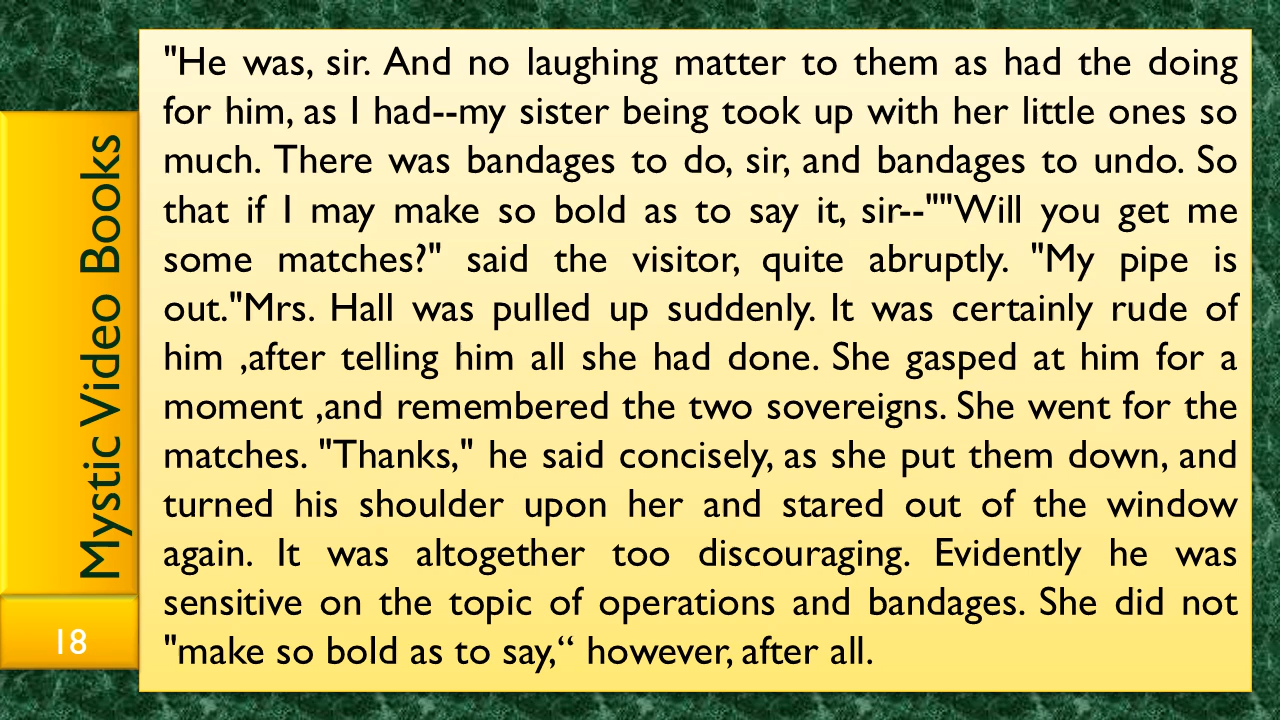 "He was, sir. And no laughing matter to them as had the doing
for him, as I had--my sister being took up with her little ones so
much. There was bandages to do, sir, and bandages to undo. So
that if I may make so bold as to say it, sir--""Will you get me
some matches?" said the visitor, quite abruptly. "My pipe is
out."Mrs. Hall was pulled up suddenly. It was certainly rude of
him ,after telling him all she had done. She gasped at him for a
moment ,and remembered the two sovereigns. She went for the
matches. "Thanks," he said concisely, as she put them down, and
turned his shoulder upon her and stared out of the window
again. It was altogether too discouraging. Evidently he was
sensitive on the topic of operations and bandages. She did not
"make so bold as to say,“ however, after all.
Mystic Video Books
18